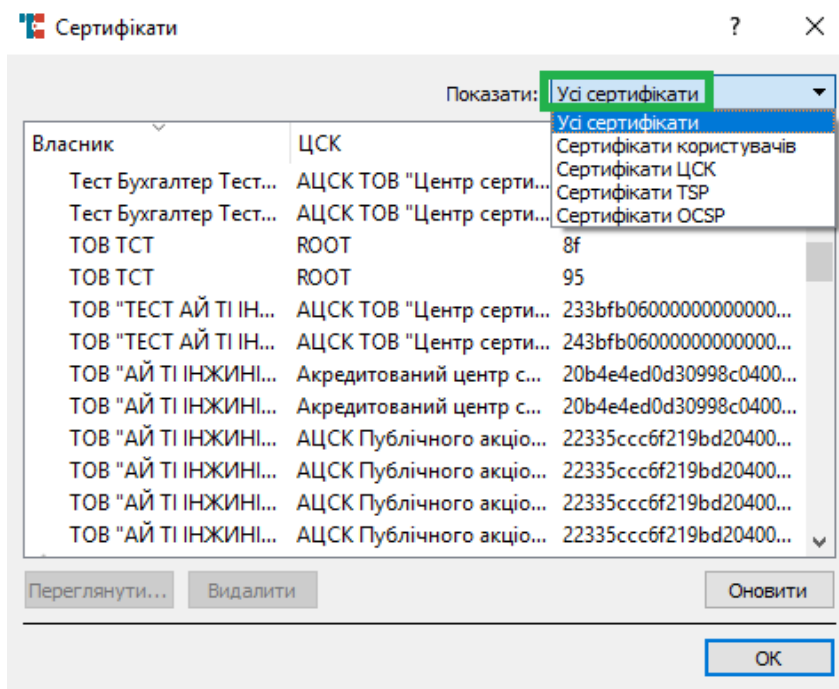 Сертифікати ?
Показати: Усі сертифікати
Усі сертифікати
Сертифікати користувачів
Сертифікати ЦСК
Сертифікати TSP
Сертифікати OCSP
Власник ЦСК
Тест Бухгалтер Тест... АЦСК ТОВ "Центр серти...
Тест Бухгалтер Тест... АЦСК ТОВ "Центр серти...
ТОВ ТСТ ROOT 8f
ТОВ ТСТ ROOT 95
ТОВ "ТЕСТ АЙ ТІ ІН... АЦСК ТОВ "Центр серти... 233bfb06000000000000...
ТОВ "ТЕСТ АЙ ТІ ІН... АЦСК ТОВ "Центр серти... 243bfb06000000000000...
ТОВ "АЙ ТІ ІНЖИНІ... Акредитований центр с... 20b4e4ed0d30998c0400...
ТОВ "АЙ ТІ ІНЖИНІ... Акредитований центр с... 20b4e4ed0d30998c0400...
ТОВ "АЙ ТІ ІНЖИНІ... АЦСК Публічного акціо... 22335ccc6f219bd20400...
ТОВ "АЙ ТІ ІНЖИНІ... АЦСК Публічного акціо... 22335ccc6f219bd20400...
ТОВ "АЙ ТІ ІНЖИНІ... АЦСК Публічного акціо... 22335ccc6f219bd20400...
ТОВ "АЙ ТІ ІНЖИНІ... АЦСК Публічного акціо... 22335ccc6f219bd20400...
Переглянути... Видалити Оновити
ОК